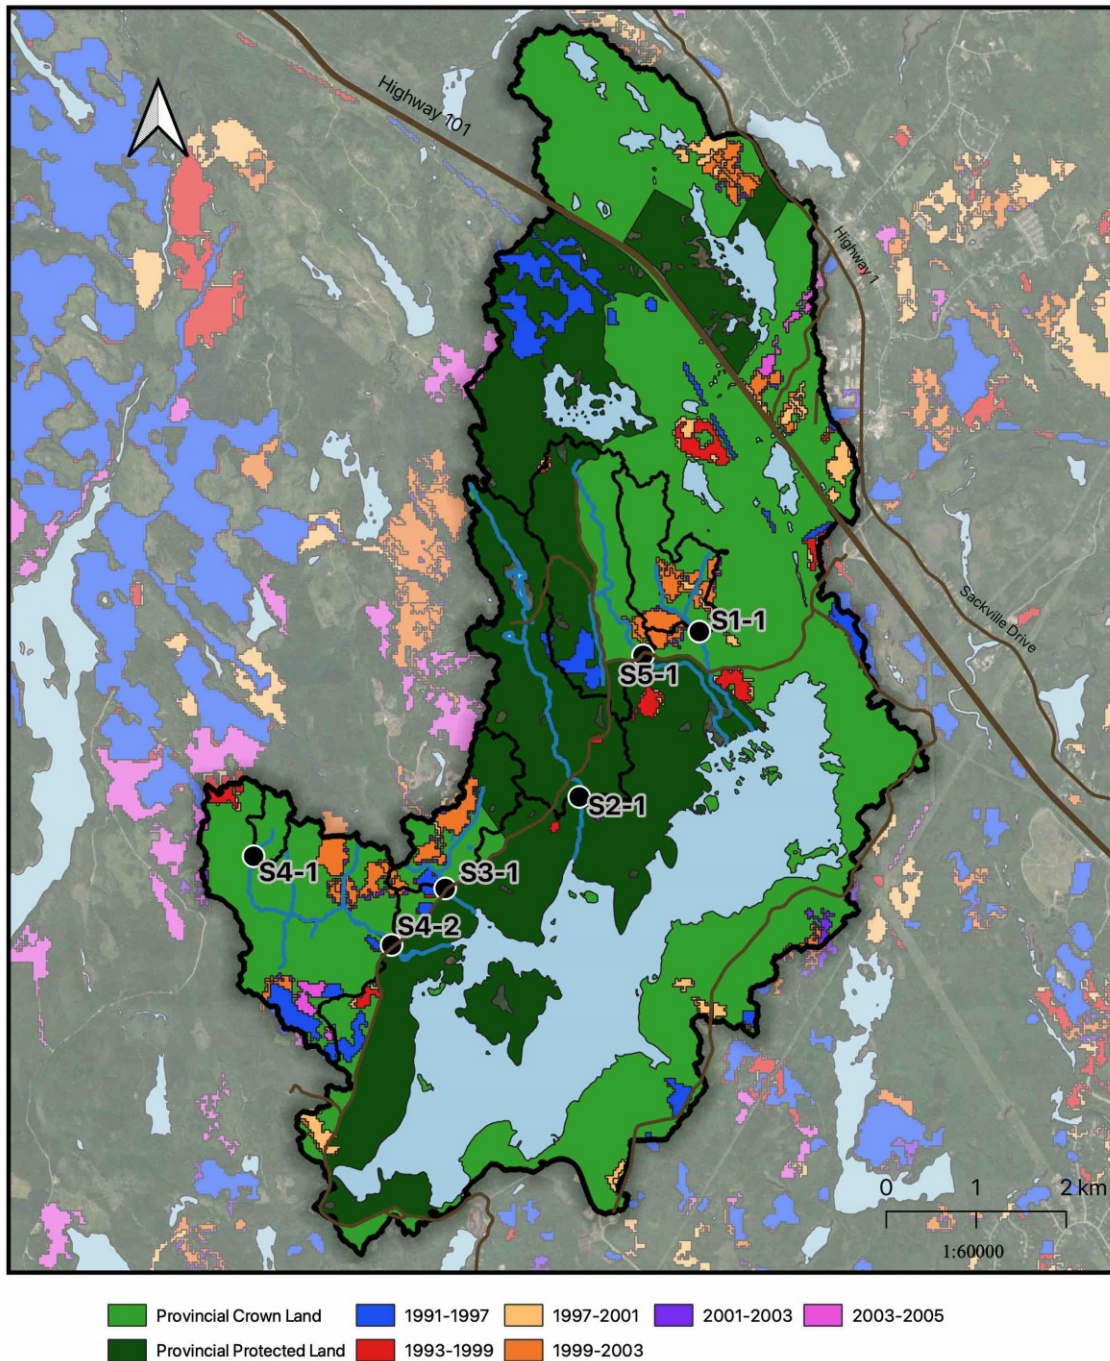 Highway 101
Highway 1
Sackville Drive
S1-1
S5-1
S2-1
S4-1
S3-1
S4-2
0 1 2 km
1:60000
Provincial Crown Land 1991-1997 1997-2001 2001-2003 2003-2005
Provincial Protected Land 1993-1999 1999-2003